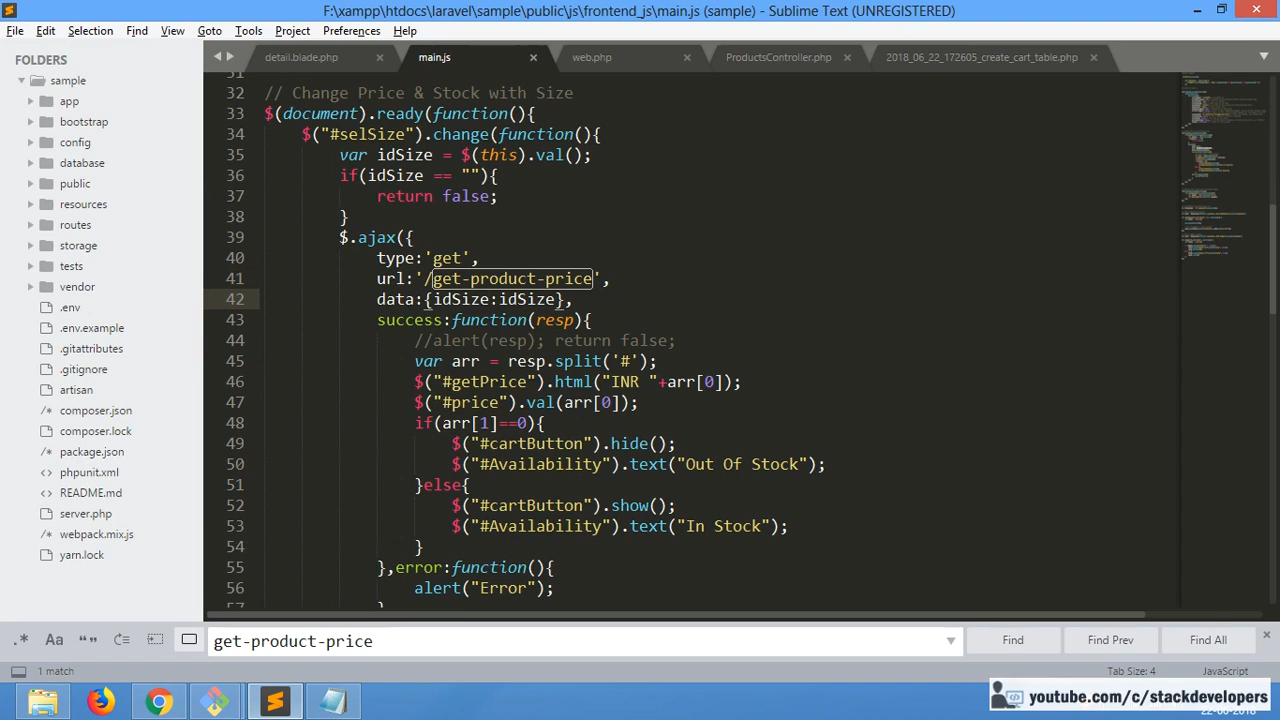 F:\xampp\htdocs\laravel\sample\public\js\frontend_js\main.js (sample) - Sublime Text (UNREGISTERED)
File Edit Selection Find View Goto Tools Project Preferences Help
FOLDERS
sample
app
bootstrap
config
database
public
resources
routes
storage
tests
vendor
.env
.env.example
.gitattributes
.gitignore
artisan
/* composer.json
composer.lock
/* package.json
phpunit.xml
README.md
server.php
/* webpack.mix.js
yarn.lock
detail.blade.php × main.js × web.php × ProductsController.php × 2018_06_22_172605_create_cart_table.php ×
31
32 // Change Price & Stock with Size
33 $(document).ready(function(){
34 $("#selSize").change(function(){
35 var idSize = $(this).val();
36 if(idSize == ""){
37 return false;
38 }
39 $.ajax({
40 type:'get',
41 url:'/get-product-price',
42 data:{idSize:idSize},
43 success:function(resp){
44 //alert(resp); return false;
45 var arr = resp.split('#');
46 $("#getPrice").html("INR "+arr[0]);
47 $("#price").val(arr[0]);
48 if(arr[1]==0){
49 $("#cartButton").hide();
50 $("#Availability").text("Out Of Stock");
51 }else{
52 $("#cartButton").show();
53 $("#Availability").text("In Stock");
54 }
55 },error:function(){
56 alert("Error");
57 }
.* Aa “” get-product-price Find Find Prev Find All
1 match Tab Size: 4 JavaScript
youtube.com/c/stackdevelopers